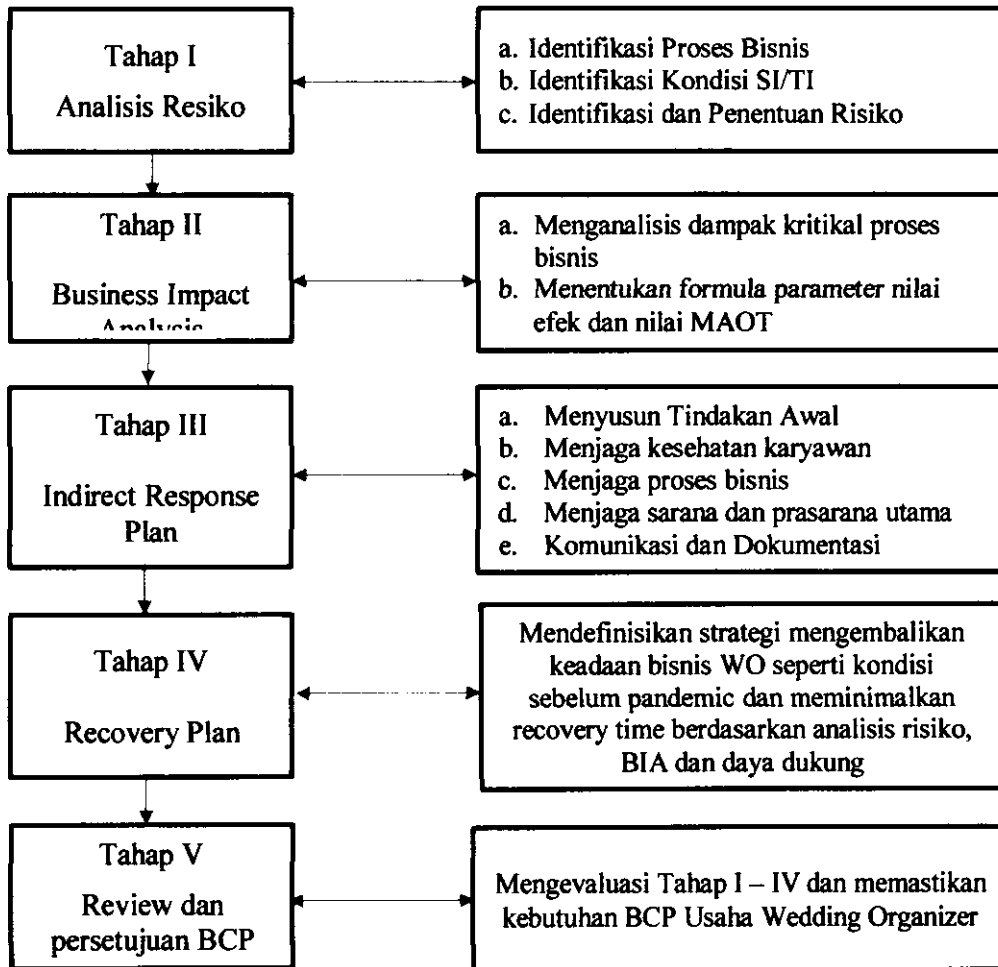 Tahap I
Analisis Resiko
a. Identifikasi Proses Bisnis
b. Identifikasi Kondisi SI/TI
c. Identifikasi dan Penentuan Risiko
Tahap II
Business Impact
Analysis
a. Menganalisis dampak kritikal proses
bisnis
b. Menentukan formula parameter nilai
efek dan nilai MAOT
Tahap III
Indirect Response
Plan
a. Menyusun Tindakan Awal
b. Menjaga kesehatan karyawan
c. Menjaga proses bisnis
d. Menjaga sarana dan prasarana utama
e. Komunikasi dan Dokumentasi
Tahap IV
Recovery Plan
Mendefinisikan strategi mengembalikan
keadaan bisnis WO seperti kondisi
sebelum pandemic dan meminimalkan
recovery time berdasarkan analisis risiko,
BIA dan daya dukung
Tahap V
Review dan
persetujuan BCP
Mengevaluasi Tahap I – IV dan memastikan
kebutuhan BCP Usaha Wedding Organizer